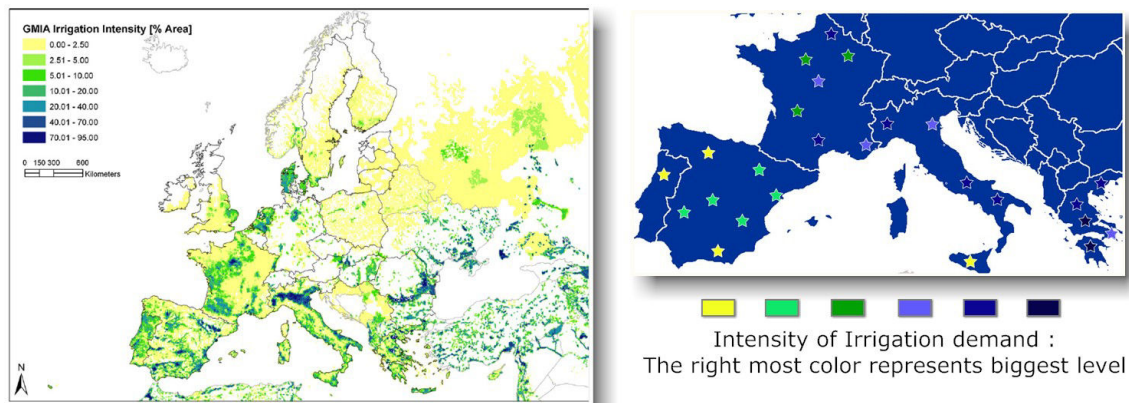 GMIA Irrigation Intensity [% Area]
0.00 - 2.50
2.51 - 5.00
5.01 - 10.00
10.01 - 20.00
20.01 - 40.00
40.01 - 70.00
70.01 - 95.00
0 150 300 600
Kilometers
N
Intensity of Irrigation demand :
The right most color represents biggest level